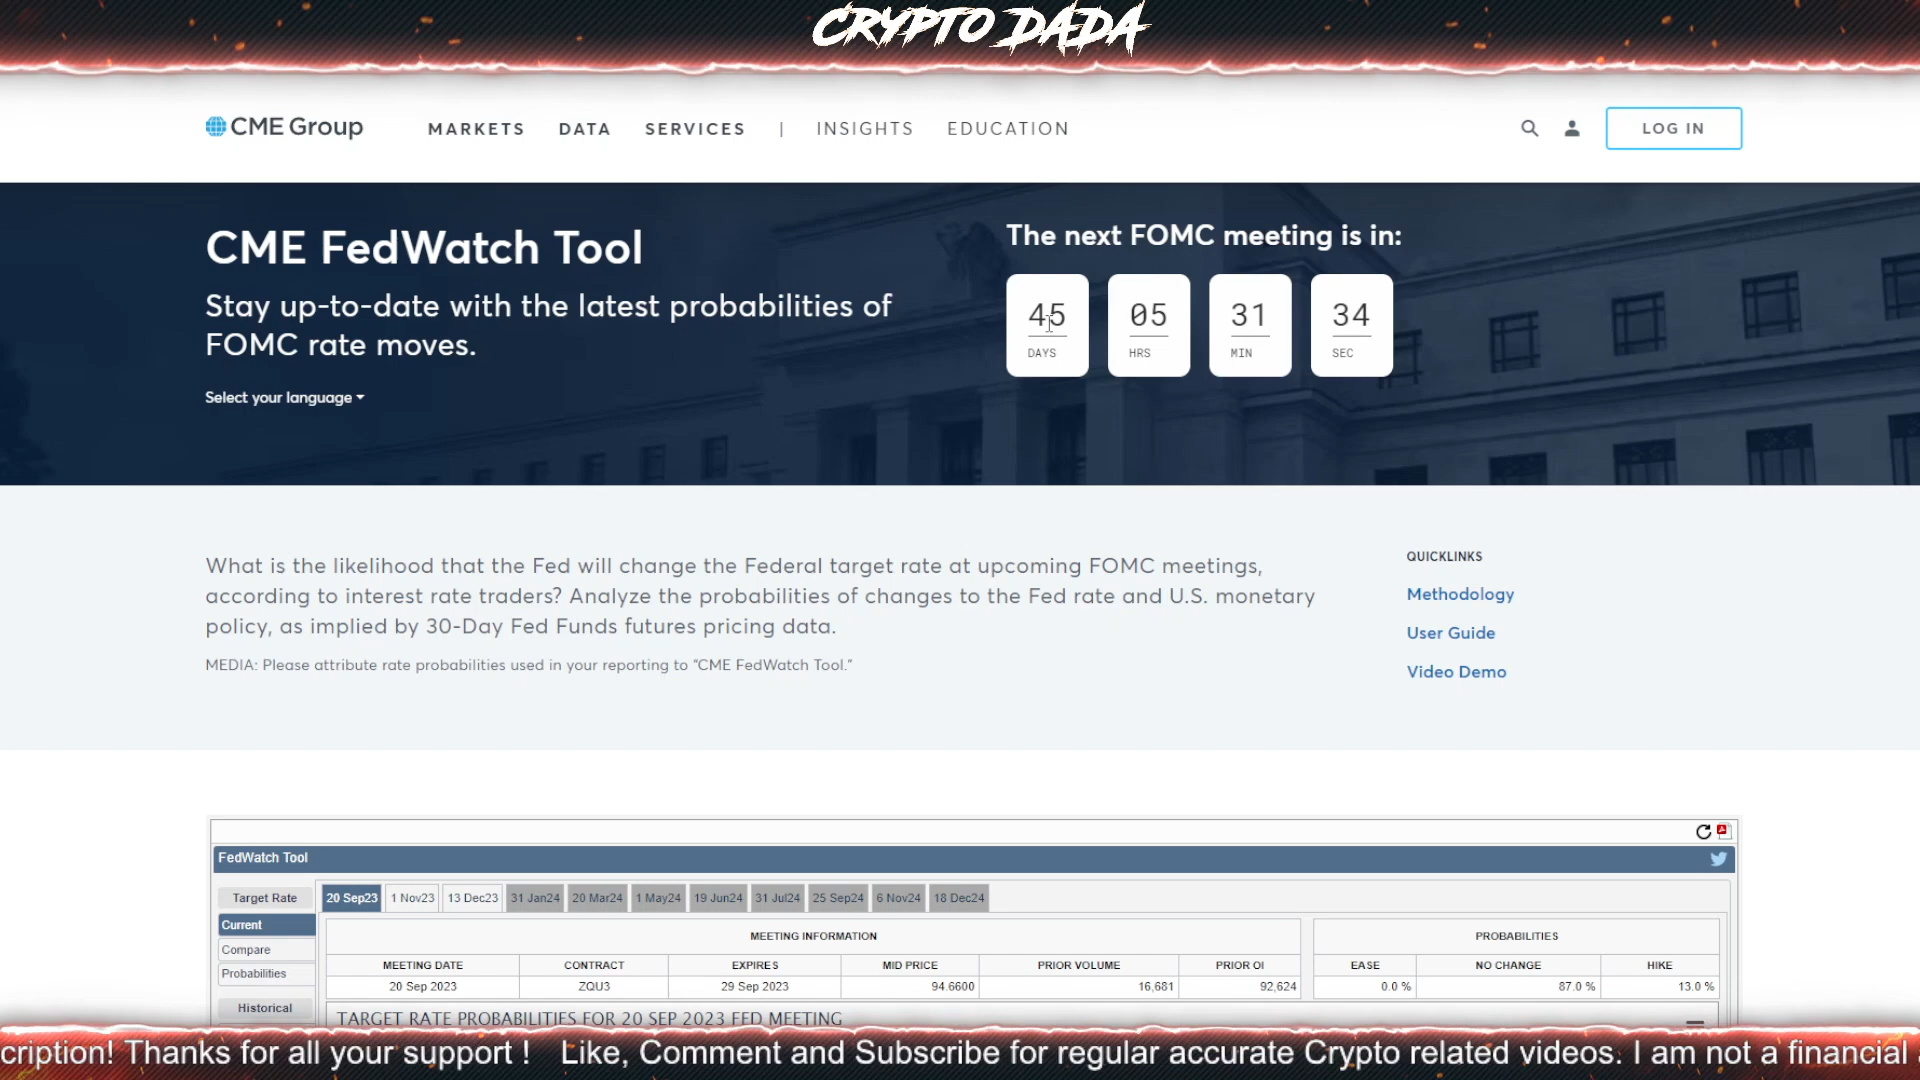 CRYPTO DADA
CME Group
MARKETS DATA SERVICES | INSIGHTS EDUCATION
LOG IN
CME FedWatch Tool
Stay up-to-date with the latest probabilities of
FOMC rate moves.
Select your language
The next FOMC meeting is in:
45 05 31 34
DAYS HRS MIN SEC
What is the likelihood that the Fed will change the Federal target rate at upcoming FOMC meetings,
according to interest rate traders? Analyze the probabilities of changes to the Fed rate and U.S. monetary
policy, as implied by 30-Day Fed Funds futures pricing data.
MEDIA: Please attribute rate probabilities used in your reporting to "CME FedWatch Tool."
QUICKLINKS
Methodology
User Guide
Video Demo
FedWatch Tool
Target Rate
Current
Compare
Probabilities
Historical
20 Sep23 1 Nov23 13 Dec23 31 Jan24 20 Mar24 1 May24 19 Jun24 31 Jul24 25 Sep24 6 Nov24 18 Dec24
MEETING INFORMATION
MEETING DATE CONTRACT EXPIRES MID PRICE PRIOR VOLUME PRIOR OI
20 Sep 2023 ZQU3 29 Sep 2023 94.6600 16,681 92,624
PROBABILITIES
EASE NO CHANGE HIKE
0.0 % 87.0 % 13.0 %
TARGET RATE PROBABILITIES FOR 20 SEP 2023 FED MEETING
cription! Thanks for all your support ! Like, Comment and Subscribe for regular accurate Crypto related videos. I am not a financial